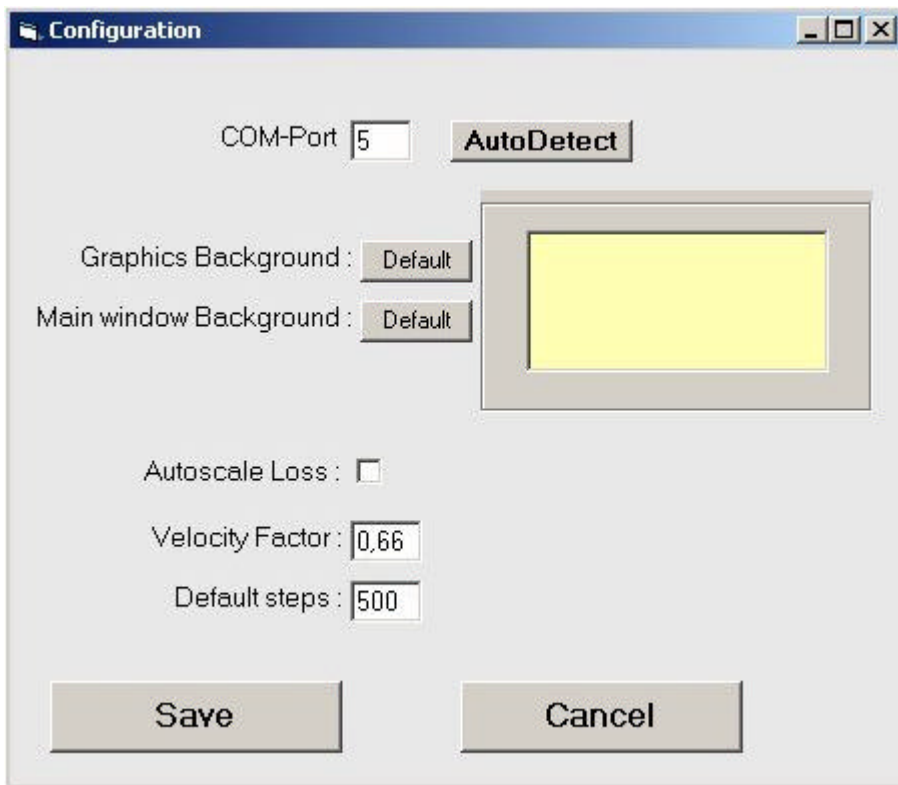 Configuration
COM-Port 5 AutoDetect
Graphics Background : Default
Main window Background : Default
Autoscale Loss :
Velocity Factor : 0,66
Default steps : 500
Save Cancel